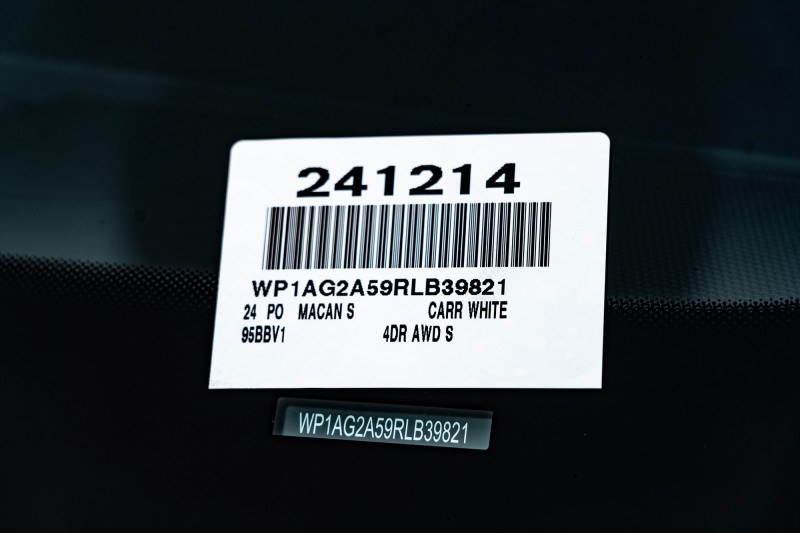 241214
WP1AG2A59RLB39821
24 PO MACAN S CARR WHITE
95BBV1 4DR AWD S
WP1AG2A59RLB39821